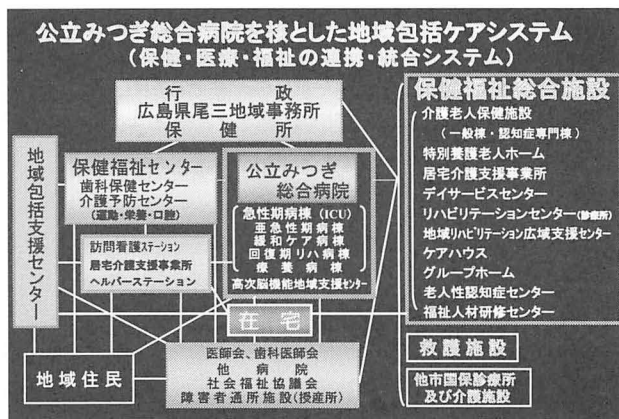 公立みつぎ総合病院を核とした地域包括ケアシステム
（保健・医療・福祉の連携・統合システム）
行政
広島県尾三地域事務所
保健所
地域包括支援センター
保健福祉センター
歯科保健センター
介護予防センター
（運動・栄養・口腔）
訪問看護ステーション
居宅介護支援事業所
ヘルパーステーション
公立みつぎ
総合病院
急性期病棟（ICU）
亜急性期病棟
緩和ケア病棟
回復期リハ病棟
療養病棟
高次脳機能地域支援センター
在宅
地域住民
医師会、歯科医師会
他病院
社会福祉協議会
障害者通所施設（授産所）
保健福祉総合施設
介護老人保健施設
（一般棟・認知症専門棟）
特別養護老人ホーム
居宅介護支援事業所
デイサービスセンター
リハビリテーションセンター（診療所）
地域リハビリテーション広域支援センター
ケアハウス
グループホーム
老人性認知症センター
福祉人材研修センター
救護施設
他市国保診療所
及び介護施設